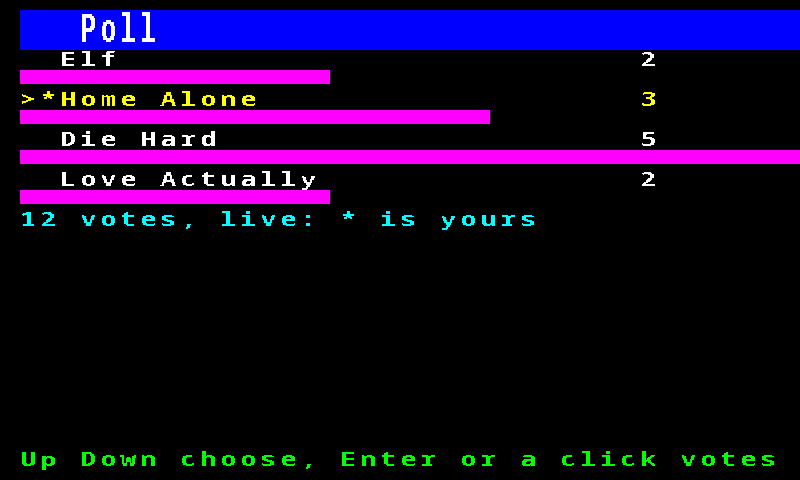 Poll
Elf 2
>*Home Alone 3
Die Hard 5
Love Actually 2
12 votes, live: * is yours
Up Down choose, Enter or a click votes